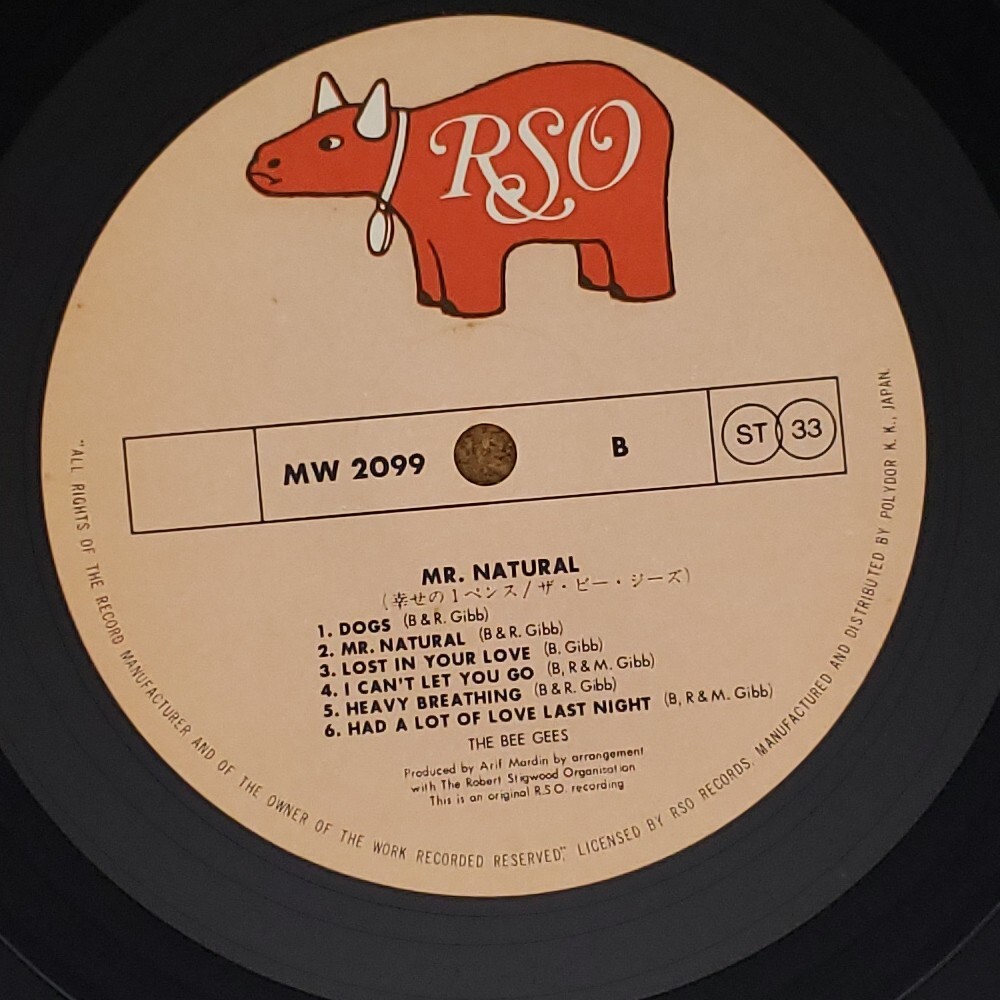 RSO
MW 2099
B
ST 33
MR. NATURAL
(幸せの1ペンス/ザ・ビー・ジーズ)
1. DOGS (B & R. Gibb)
2. MR. NATURAL (B & R. Gibb)
3. LOST IN YOUR LOVE (B. Gibb)
4. I CAN'T LET YOU GO (B, R & M. Gibb)
5. HEAVY BREATHING (B & R. Gibb)
6. HAD A LOT OF LOVE LAST NIGHT (B, R & M. Gibb)
THE BEE GEES
Produced by Arif Mardin by arrangement
with The Robert Stigwood Organisation
This is an original R.S.O. recording
"ALL RIGHTS OF THE RECORD MANUFACTURER AND OF THE OWNER OF THE WORK RECORDED RESERVED", LICENSED BY RSO RECORDS. MANUFACTURED AND DISTRIBUTED BY POLYDOR K. K., JAPAN.